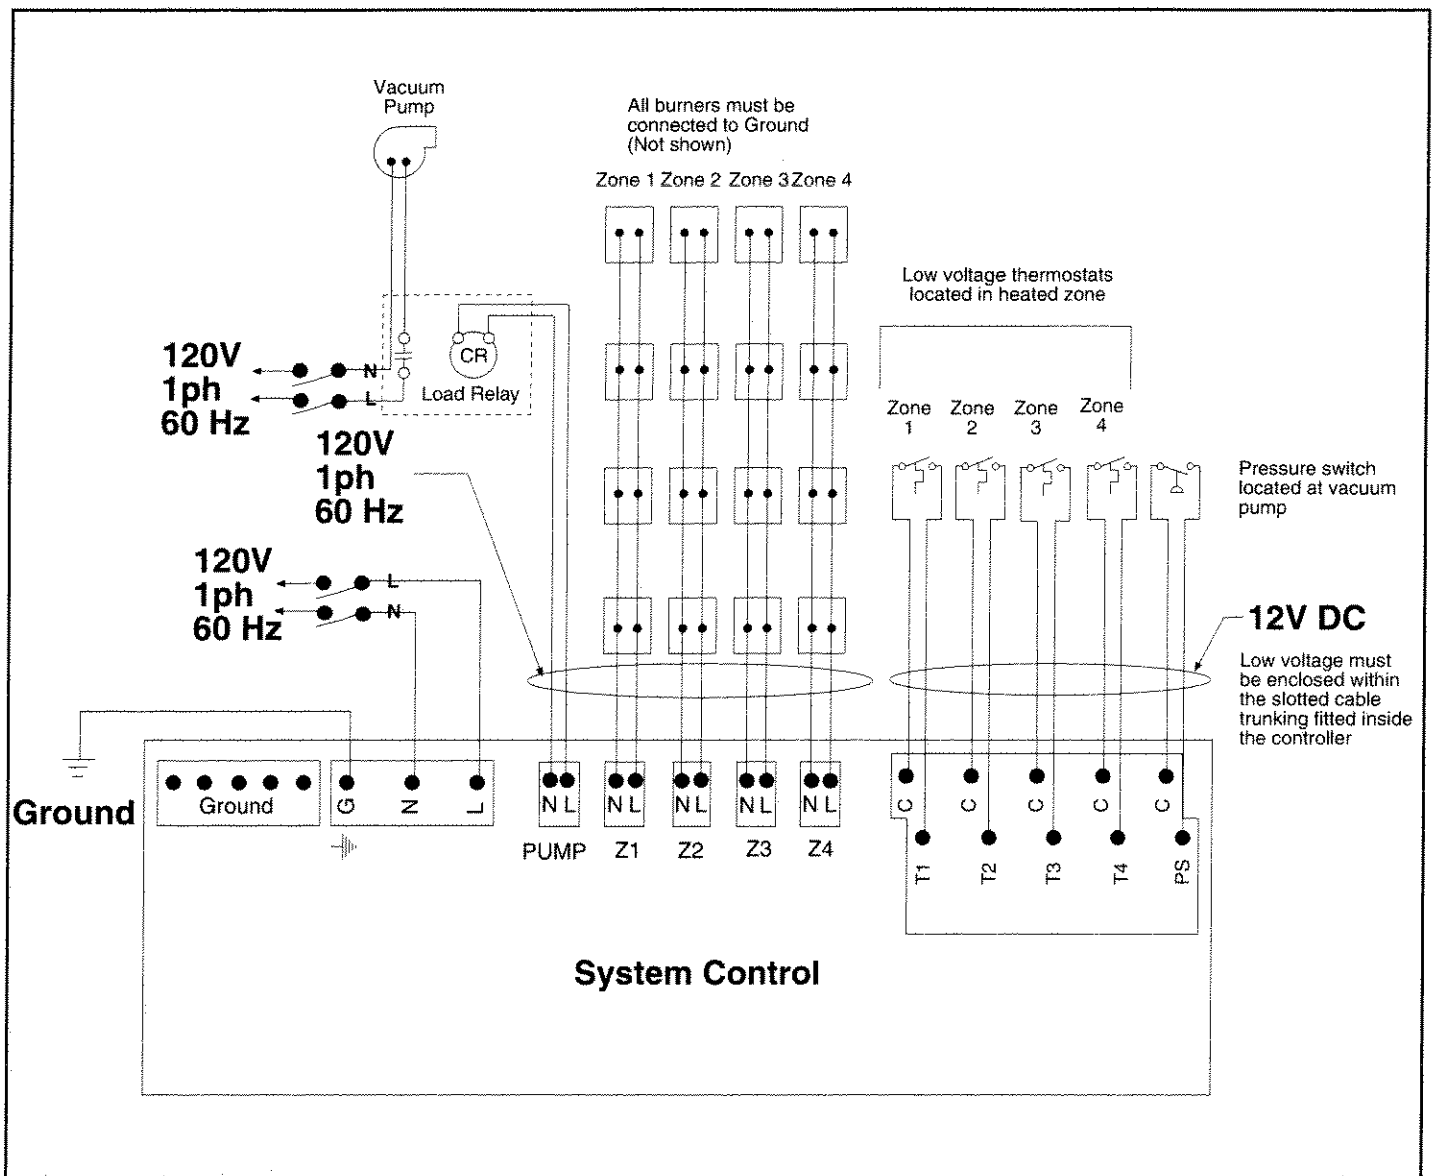 Vacuum
Pump
All burners must be
connected to Ground
(Not shown)
Zone 1 Zone 2 Zone 3 Zone 4
Low voltage thermostats
located in heated zone
120V
1ph
60 Hz
N
L
CR
Load Relay
120V
1ph
60 Hz
Zone
1
Zone
2
Zone
3
Zone
4
Pressure switch
located at vacuum
pump
120V
1ph
60 Hz
L
N
12V DC
Low voltage must
be enclosed within
the slotted cable
trunking fitted inside
the controller
Ground
Ground
G N L
N L
N L
N L
N L
N L
C C C C C
PUMP Z1 Z2 Z3 Z4
T1 T2 T3 T4 PS
System Control